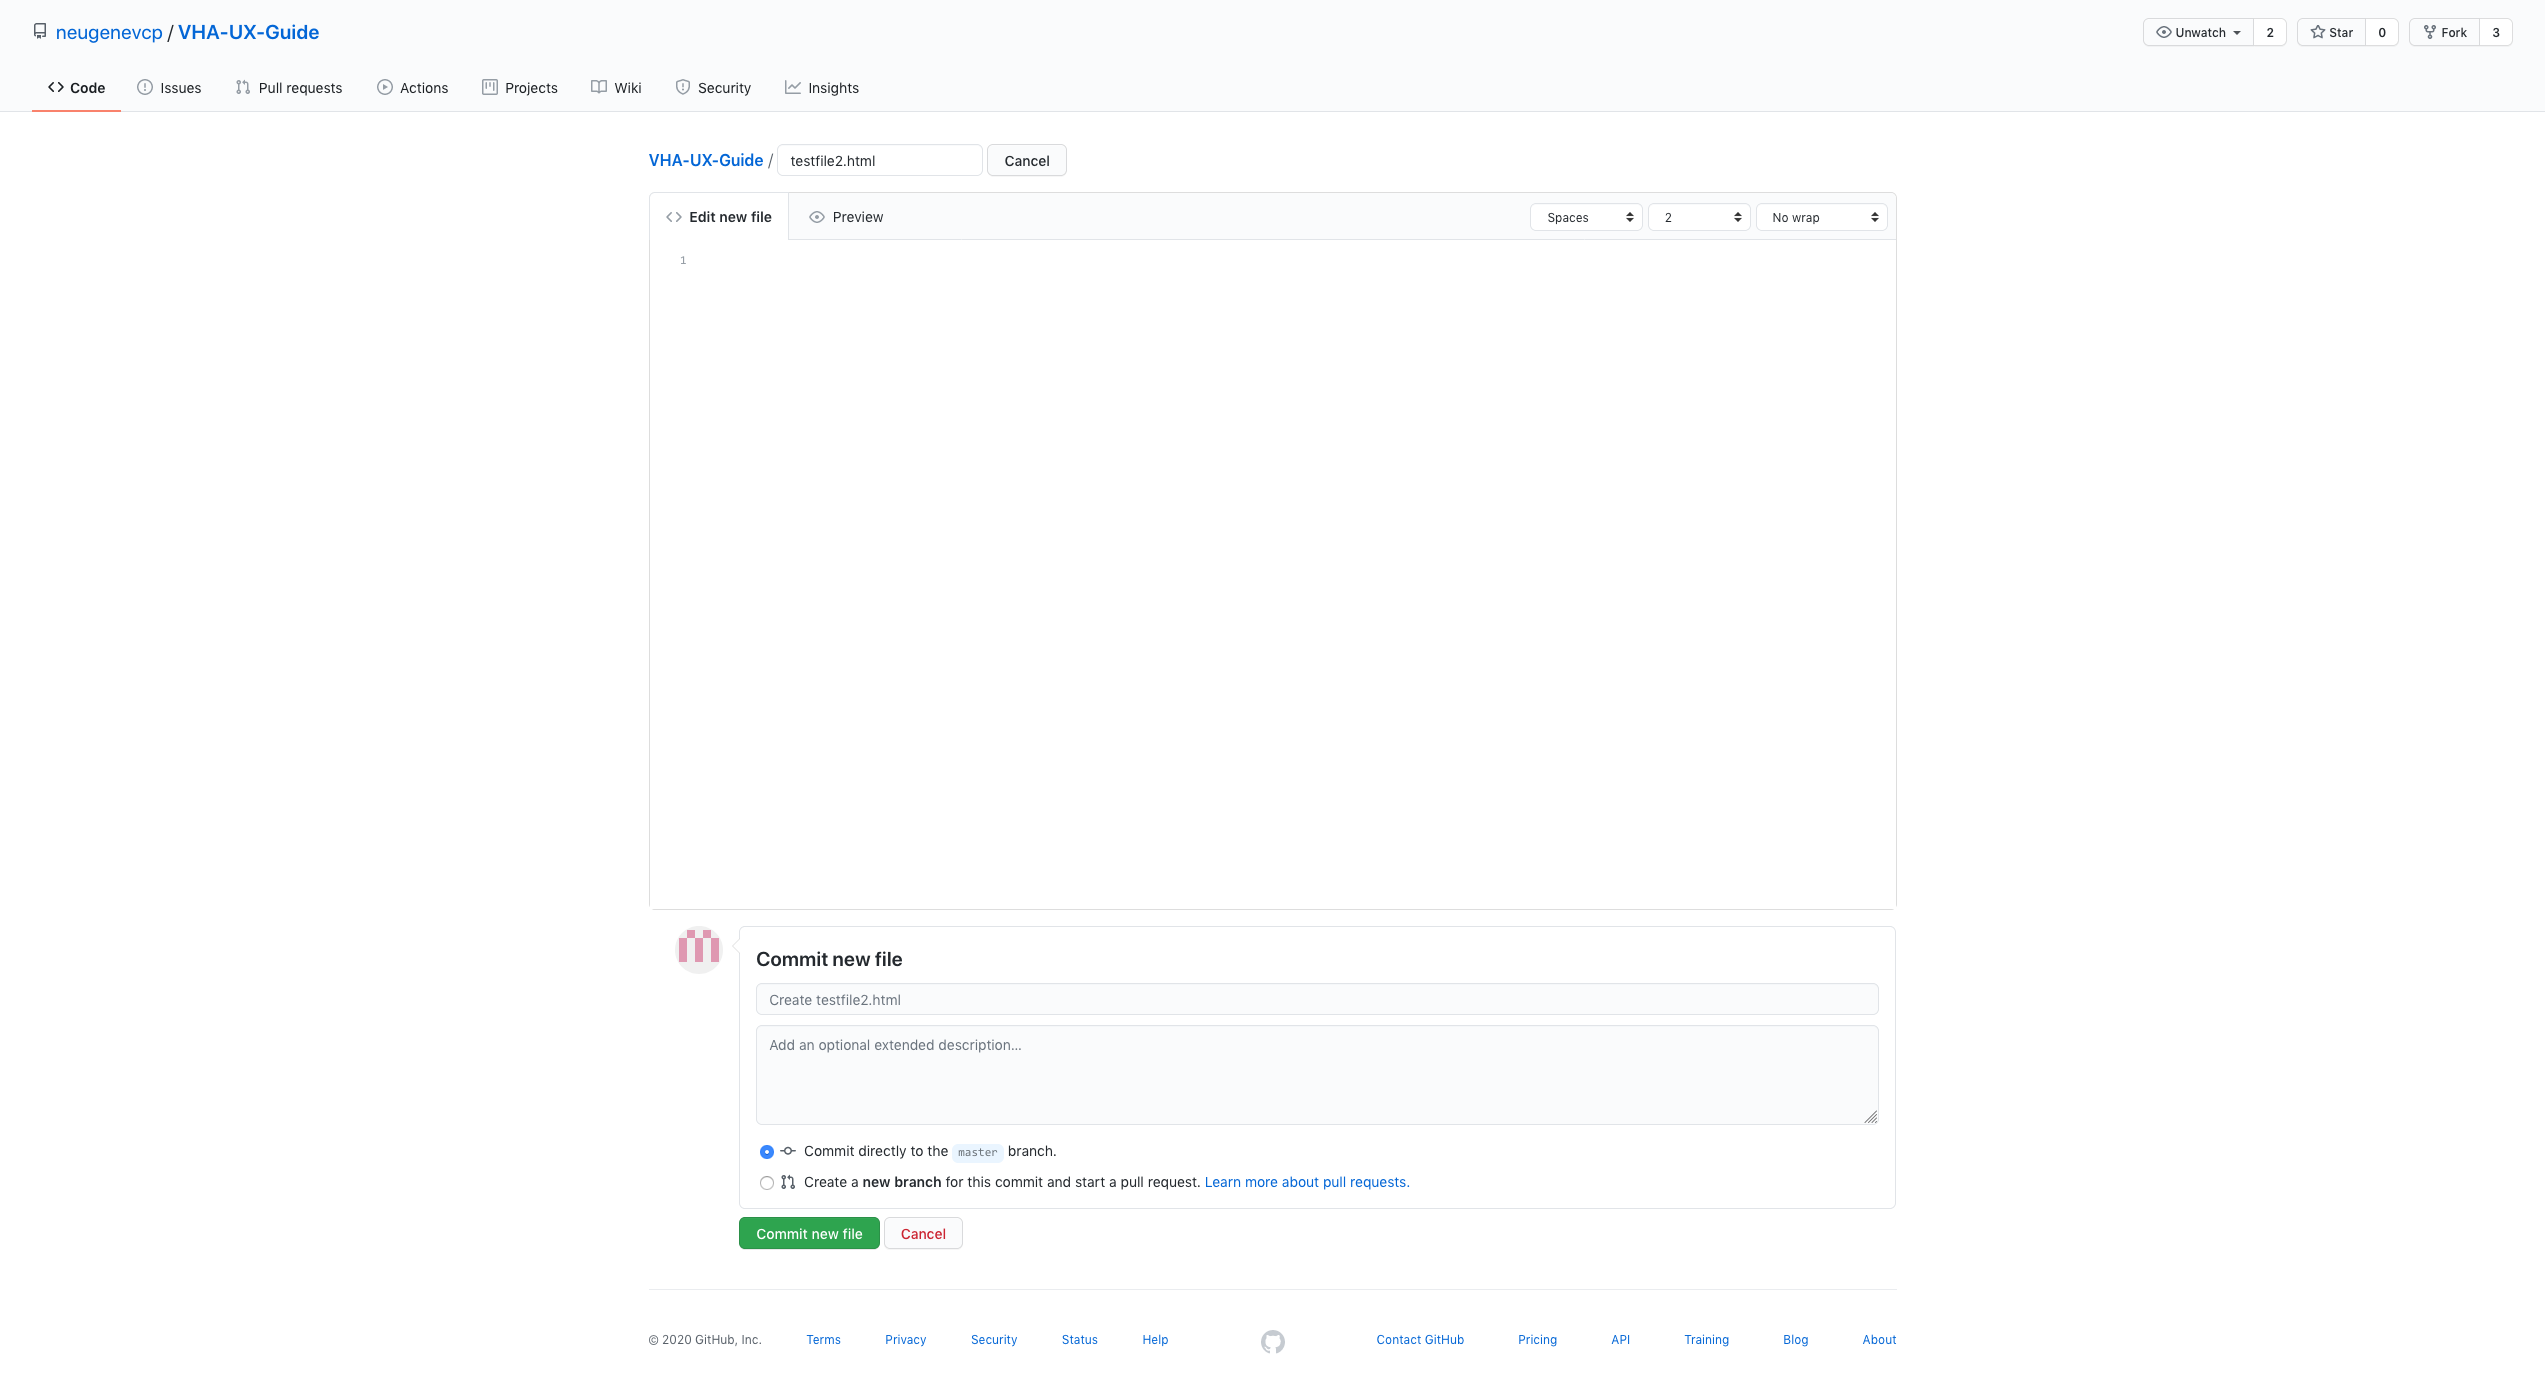 neugenevcp / VHA-UX-Guide
Unwatch 2 Star 0 Fork 3
Code Issues Pull requests Actions Projects Wiki Security Insights
VHA-UX-Guide / testfile2.html Cancel
Edit new file Preview Spaces 2 No wrap
1
Commit new file
Create testfile2.html
Add an optional extended description...
Commit directly to the master branch.
Create a new branch for this commit and start a pull request. Learn more about pull requests.
Commit new file Cancel
© 2020 GitHub, Inc. Terms Privacy Security Status Help Contact GitHub Pricing API Training Blog About